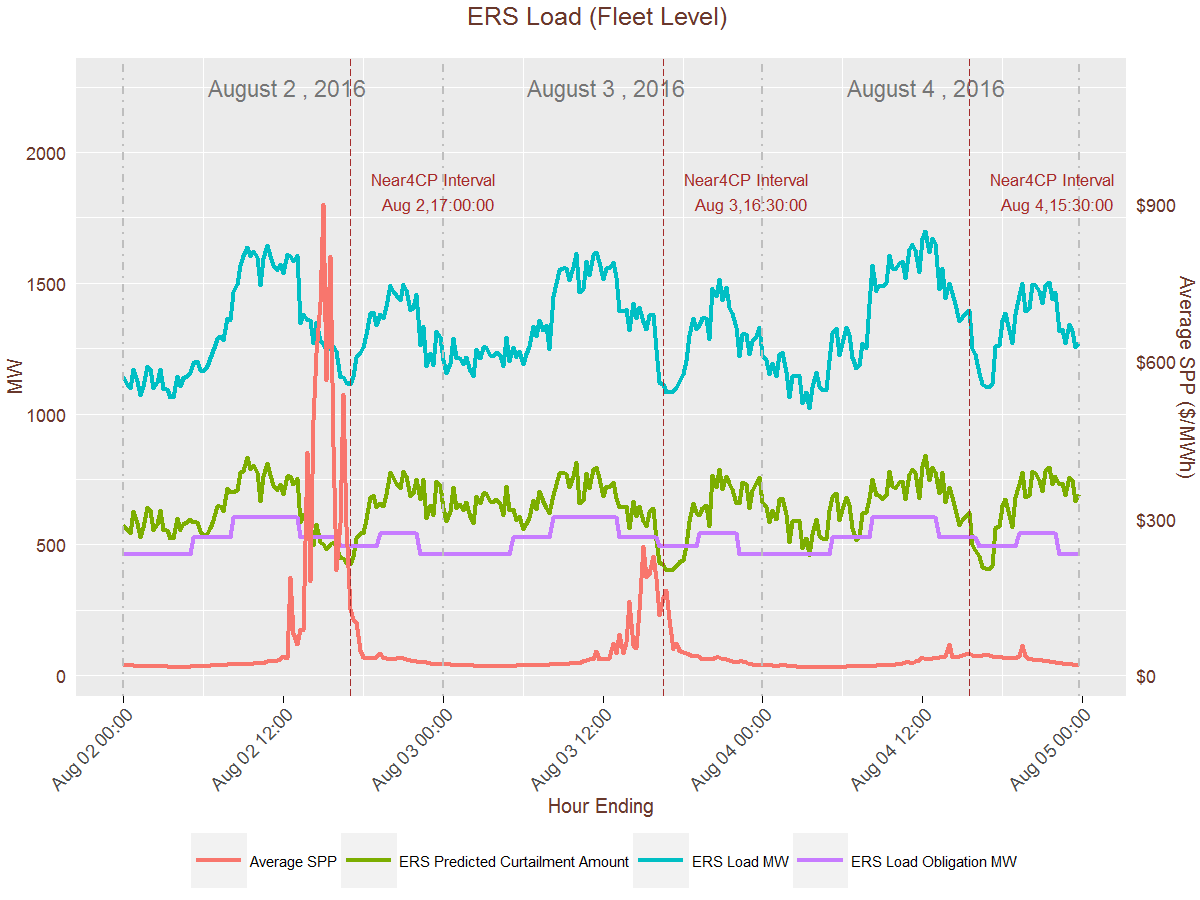 ERS Load (Fleet Level)
August 2 , 2016
August 3 , 2016
August 4 , 2016
Near4CP Interval
Aug 2,17:00:00
Near4CP Interval
Aug 3,16:30:00
Near4CP Interval
Aug 4,15:30:00
MW
2000
1500
1000
500
0
$900
$600
$300
$0
Average SPP ($/MWh)
Aug 02 00:00
Aug 02 12:00
Aug 03 00:00
Aug 03 12:00
Aug 04 00:00
Aug 04 12:00
Aug 05 00:00
Hour Ending
Average SPP
ERS Predicted Curtailment Amount
ERS Load MW
ERS Load Obligation MW